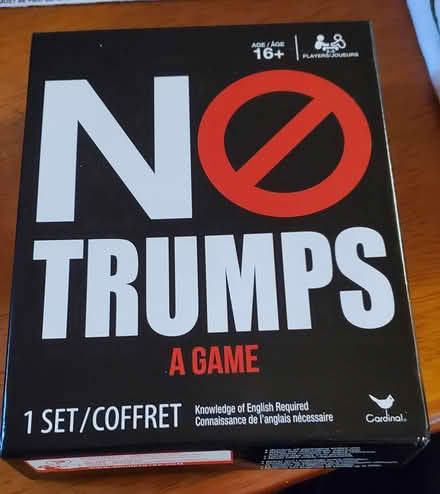 AGE / ÂGE
16+
PLAYERS/JOUEURS
NO
TRUMPS
A GAME
1 SET/COFFRET
Knowledge of English Required
Connaissance de l'anglais nécessaire
Cardinal